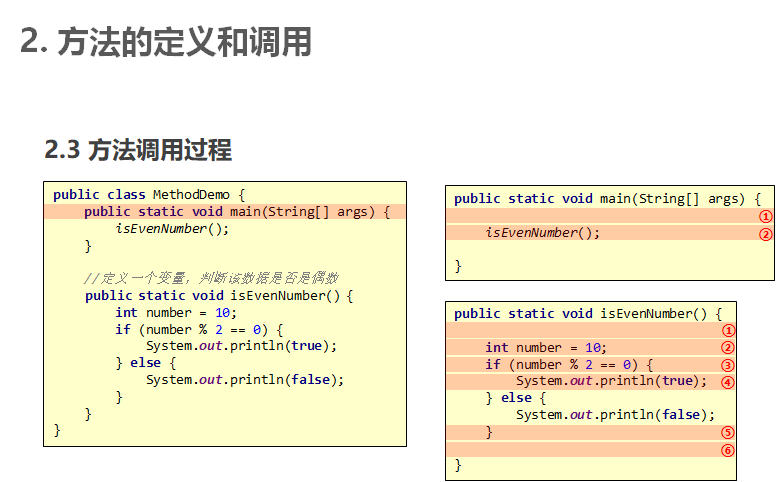 2. 方法的定义和调用
2.3 方法调用过程
public class MethodDemo {
public static void main(String[] args) {
isEvenNumber();
}
//定义一个变量，判断该数据是否是偶数
public static void isEvenNumber() {
int number = 10;
if (number % 2 == 0) {
System.out.println(true);
} else {
System.out.println(false);
}
}
}
public static void main(String[] args) {
①
isEvenNumber(); ②
}
public static void isEvenNumber() {
①
int number = 10; ②
if (number % 2 == 0) { ③
System.out.println(true); ④
} else {
System.out.println(false);
} ⑤
⑥
}